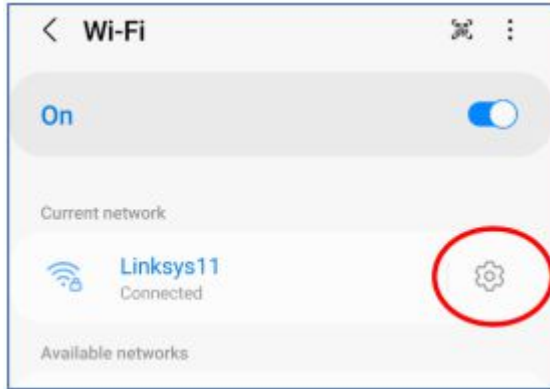 Wi-Fi
On
Current network
Linksys11
Connected
Available networks